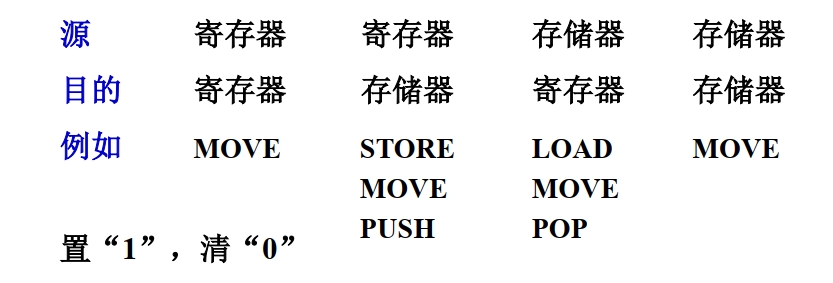 源 寄存器 寄存器 存储器 存储器
目的 寄存器 存储器 寄存器 存储器
例如 MOVE STORE LOAD MOVE
MOVE MOVE
PUSH POP
置“1”，清“0”